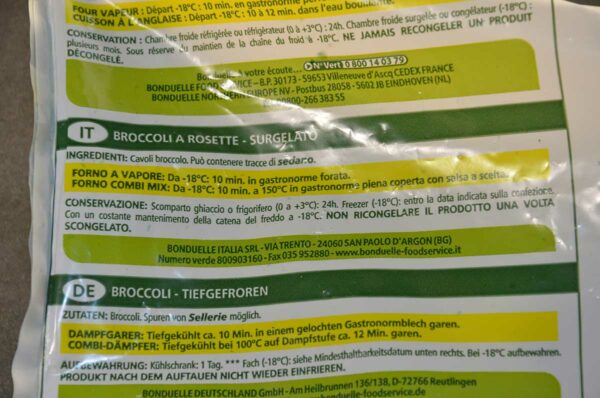 FOUR VAPEUR : Départ -18°C : 10 min. en gastronorme perforé
CUISSON A L'ANGLAISE : Départ -18°C : 10 à 12 min. dans l'eau bouillante.
CONSERVATION : Chambre froide réfrigérée ou réfrigérateur (0 à +3°C) : 24h. Chambre froide surgelée ou congélateur (-18°C) :
plusieurs mois. Sous réserve du maintien de la chaîne du froid à -18°C. NE JAMAIS RECONGELER UN PRODUIT
DÉCONGELÉ.
Bonduelle à votre écoute... N° Vert 0 800 14 03 79
BONDUELLE FOOD SERVICE – B.P. 30173 - 59653 Villeneuve d'Ascq CEDEX FRANCE
BONDUELLE NORTHERN EUROPE NV - Postbus 28058 - 5602 JB EINDHOVEN (NL)
00800-266 383 55
IT BROCCOLI A ROSETTE - SURGELATO
INGREDIENTI: Cavoli broccolo. Può contenere tracce di sedano.
FORNO A VAPORE: Da -18°C: 10 min. in gastronorme forata.
FORNO COMBI MIX: Da -18°C: 10 min. a 150°C in gastronorme piena coperta con salsa a scelta.
CONSERVAZIONE: Scomparto ghiaccio o frigorifero (0 a +3°C): 24h. Freezer (-18°C): entro la data indicata sulla confezione.
Con un costante mantenimento della catena del freddo a -18°C. NON RICONGELARE IL PRODOTTO UNA VOLTA
SCONGELATO.
BONDUELLE ITALIA SRL - VIA TRENTO - 24060 SAN PAOLO D'ARGON (BG)
Numero verde 800903160 - Fax 035 952880 - www.bonduelle-foodservice.it
DE BROCCOLI - TIEFGEFROREN
ZUTATEN: Broccoli. Spuren von Sellerie möglich.
DAMPFGARER: Tiefgekühlt ca. 10 Min. in einem gelochten Gastronormblech garen.
COMBI-DÄMPFER: Tiefgekühlt bei 100°C auf Dampfstufe ca. 12 Min. garen.
AUFBEWAHRUNG: Kühlschrank: 1 Tag. *** Fach (-18°C): siehe Mindesthaltbarkeitsdatum unten rechts. Bei -18°C aufbewahren.
PRODUKT NACH DEM AUFTAUEN NICHT WIEDER EINFRIEREN.
BONDUELLE DEUTSCHLAND GmbH - Am Heilbrunnen 136/138, D-72766 Reutlingen
bonduelle-foodservice.de